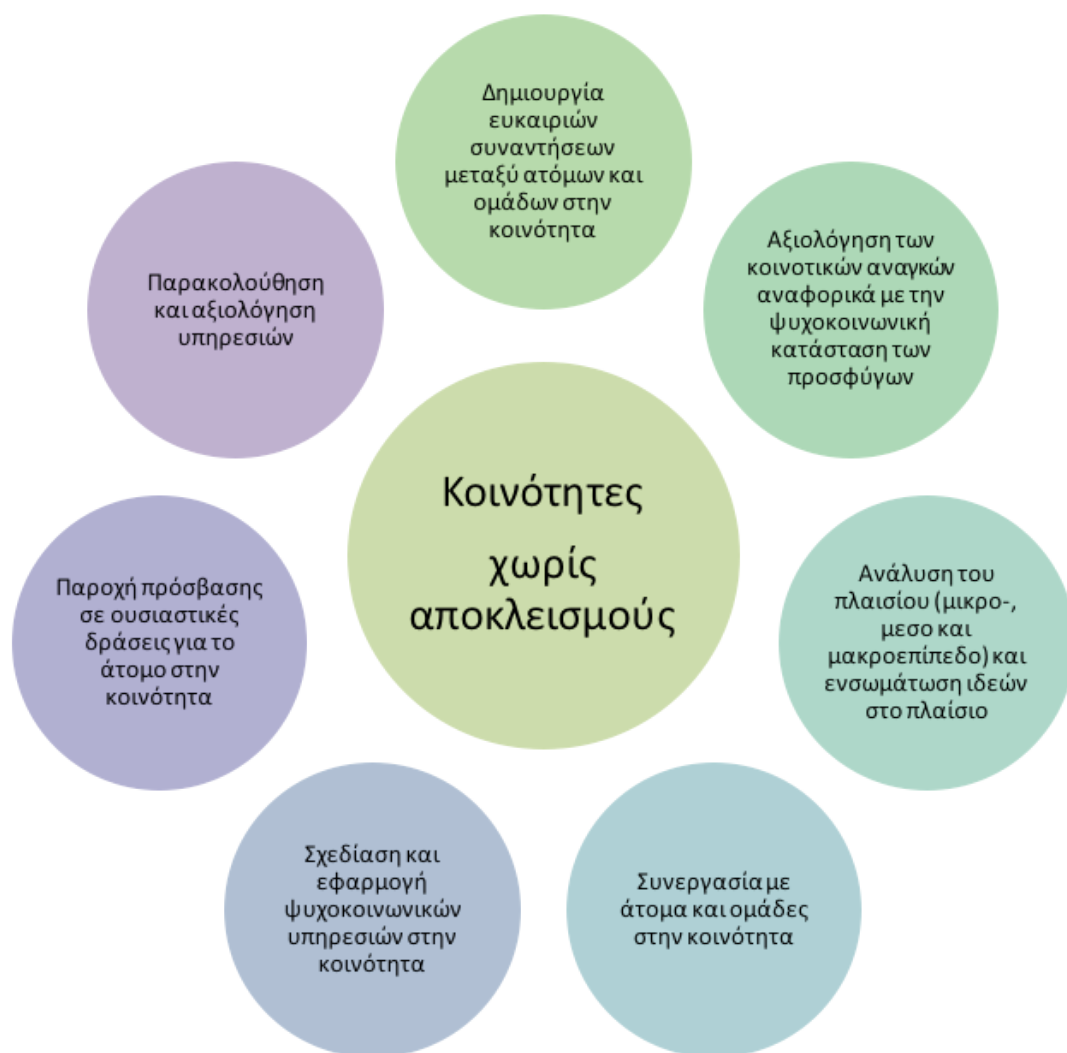 Δημιουργία
ευκαιριών
συναντήσεων
μεταξύ ατόμων και
ομάδων στην
κοινότητα
Αξιολόγηση των
κοινοτικών αναγκών
αναφορικά με την
ψυχοκοινωνική
κατάσταση των
προσφύγων
Ανάλυση του
πλαισίου (μικρο-,
μεσο και
μακροεπίπεδο) και
ενσωμάτωση ιδεών
στο πλαίσιο
Συνεργασία με
άτομα και ομάδες
στην κοινότητα
Σχεδίαση και
εφαρμογή
ψυχοκοινωνικών
υπηρεσιών στην
κοινότητα
Παροχή πρόσβασης
σε ουσιαστικές
δράσεις για το
άτομο στην
κοινότητα
Παρακολούθηση
και αξιολόγηση
υπηρεσιών
Κοινότητες
χωρίς
αποκλεισμούς